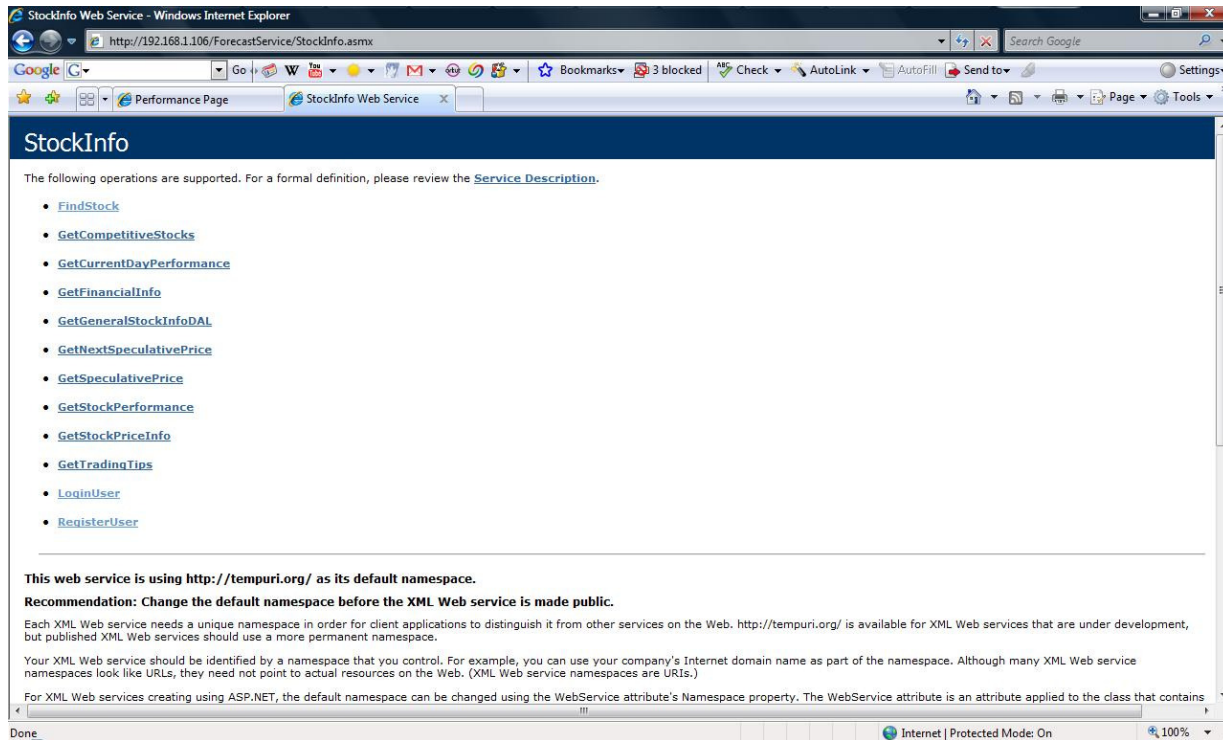 StockInfo Web Service - Windows Internet Explorer
http://192.168.1.106/ForecastService/StockInfo.asmx
Search Google
Google G Go W You Tube Bookmarks 3 blocked ABC Check AutoLink AutoFill Send to Settings
Performance Page StockInfo Web Service x Page Tools
StockInfo
The following operations are supported. For a formal definition, please review the Service Description.
• FindStock
• GetCompetitiveStocks
• GetCurrentDayPerformance
• GetFinancialInfo
• GetGeneralStockInfoDAL
• GetNextSpeculativePrice
• GetSpeculativePrice
• GetStockPerformance
• GetStockPriceInfo
• GetTradingTips
• LoginUser
• RegisterUser
This web service is using http://tempuri.org/ as its default namespace.
Recommendation: Change the default namespace before the XML Web service is made public.
Each XML Web service needs a unique namespace in order for client applications to distinguish it from other services on the Web. http://tempuri.org/ is available for XML Web services that are under development,
but published XML Web services should use a more permanent namespace.
Your XML Web service should be identified by a namespace that you control. For example, you can use your company's Internet domain name as part of the namespace. Although many XML Web service
namespaces look like URLs, they need not point to actual resources on the Web. (XML Web service namespaces are URIs.)
For XML Web services creating using ASP.NET, the default namespace can be changed using the WebService attribute's Namespace property. The WebService attribute is an attribute applied to the class that contains
Done Internet | Protected Mode: On 100%